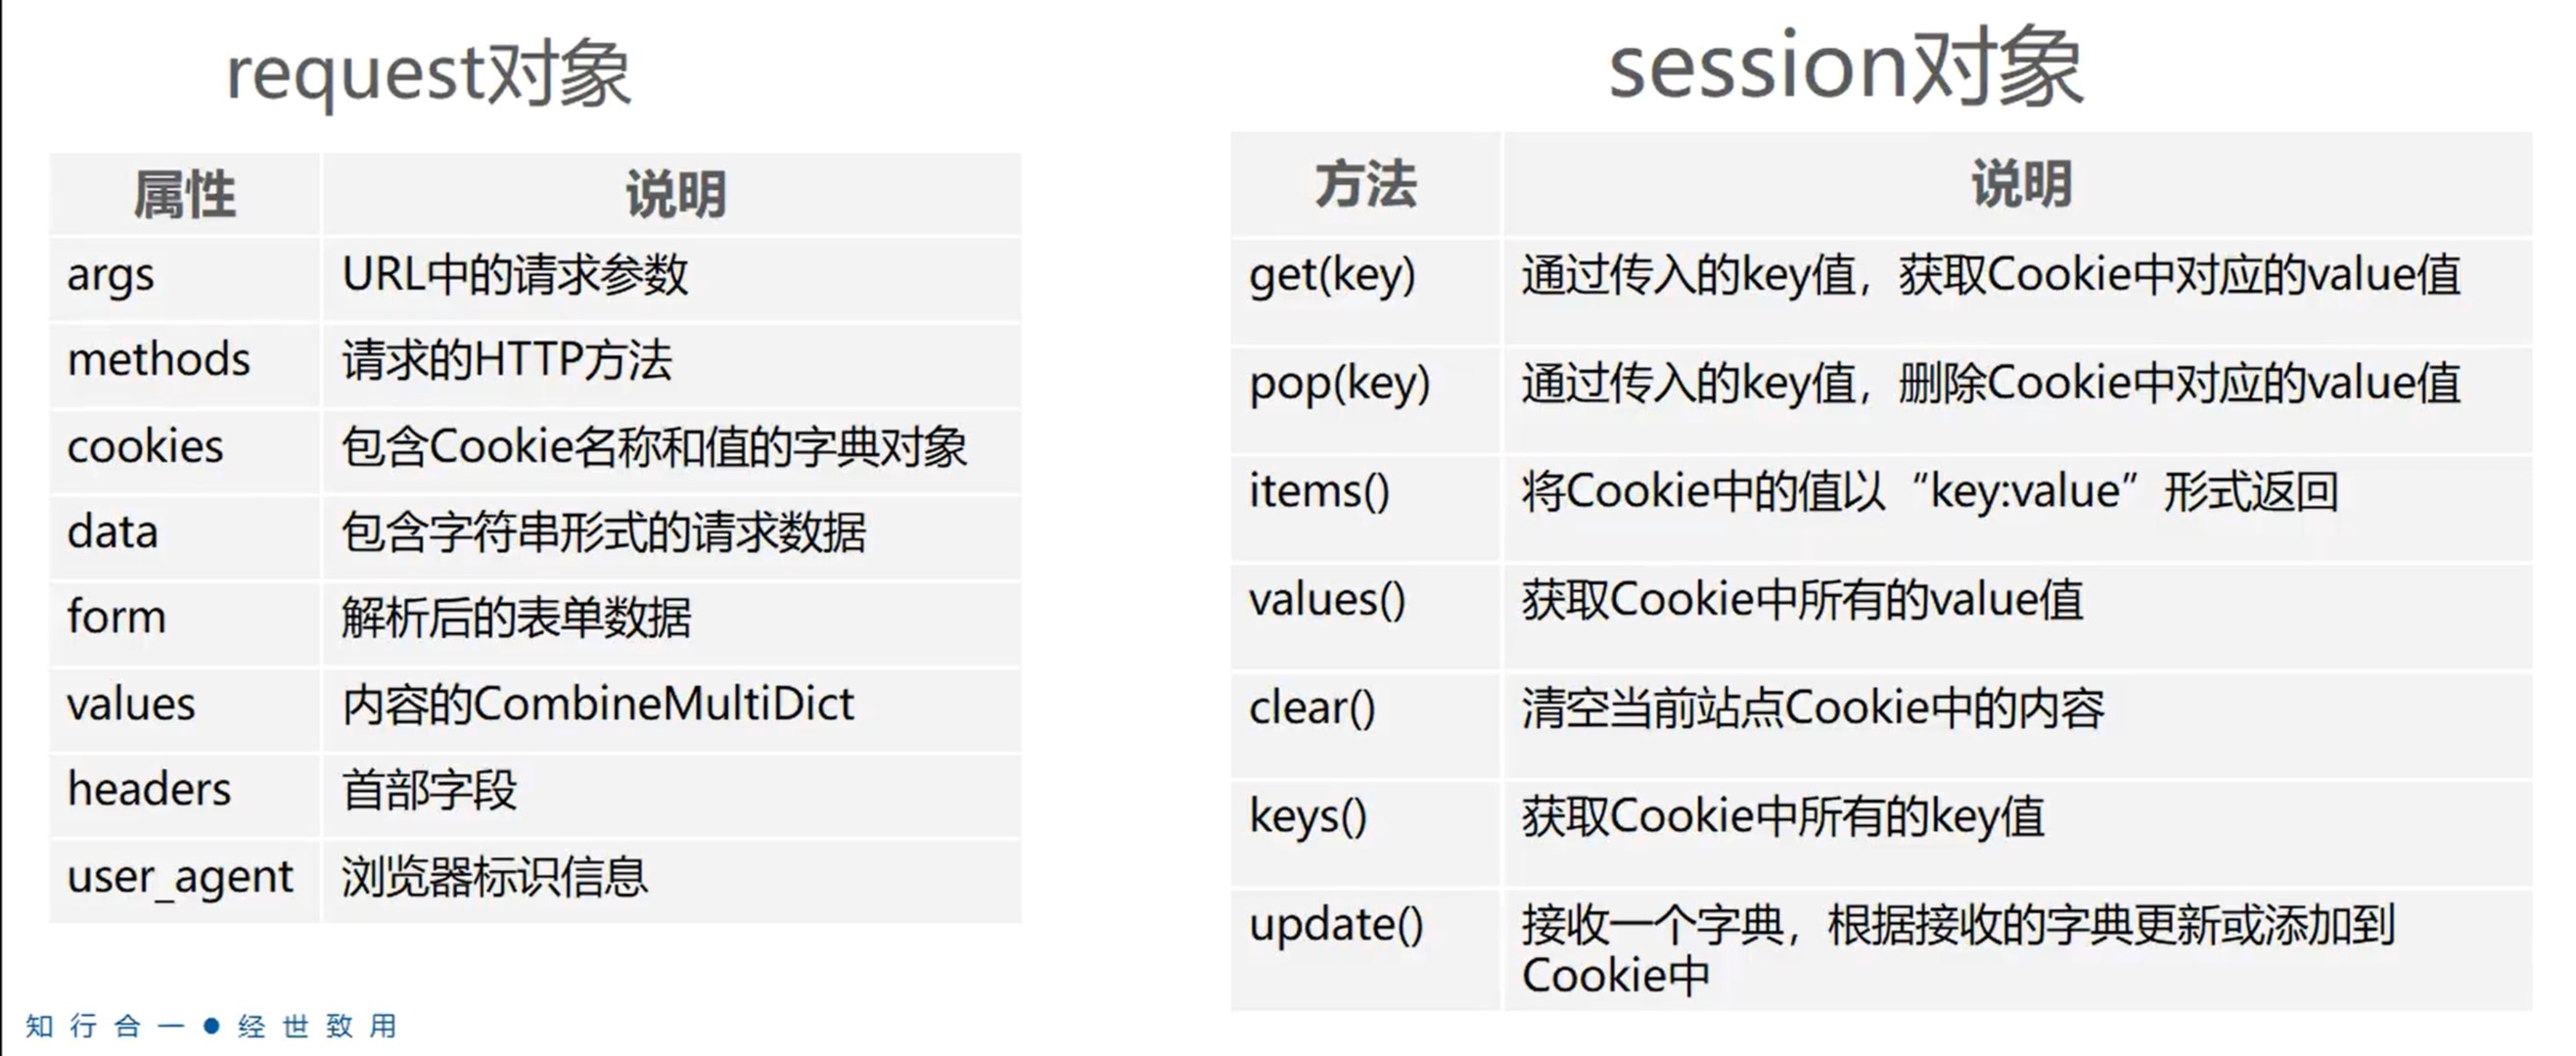 request对象
属性 说明
args URL中的请求参数
methods 请求的HTTP方法
cookies 包含Cookie名称和值的字典对象
data 包含字符串形式的请求数据
form 解析后的表单数据
values 内容的CombineMultiDict
headers 首部字段
user_agent 浏览器标识信息
session对象
方法 说明
get(key) 通过传入的key值，获取Cookie中对应的value值
pop(key) 通过传入的key值，删除Cookie中对应的value值
items() 将Cookie中的值以“key:value”形式返回
values() 获取Cookie中所有的value值
clear() 清空当前站点Cookie中的内容
keys() 获取Cookie中所有的key值
update() 接收一个字典，根据接收的字典更新或添加到
Cookie中
知行合一●经世致用